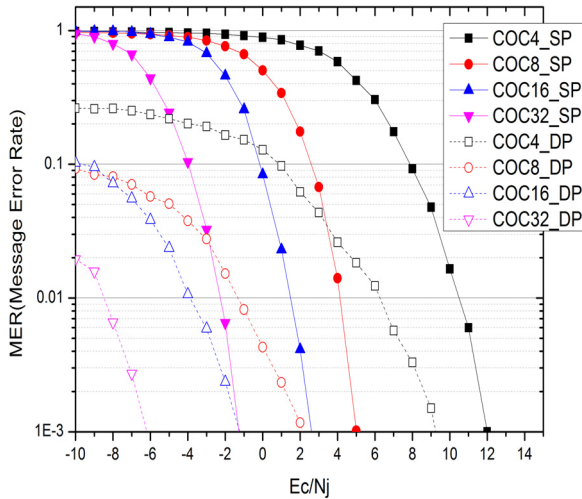 MER(Message Error Rate)
1
0.1
0.01
1E-3
-10 -8 -6 -4 -2 0 2 4 6 8 10 12 14
Ec/Nj
COC4_SP
COC8_SP
COC16_SP
COC32_SP
COC4_DP
COC8_DP
COC16_DP
COC32_DP